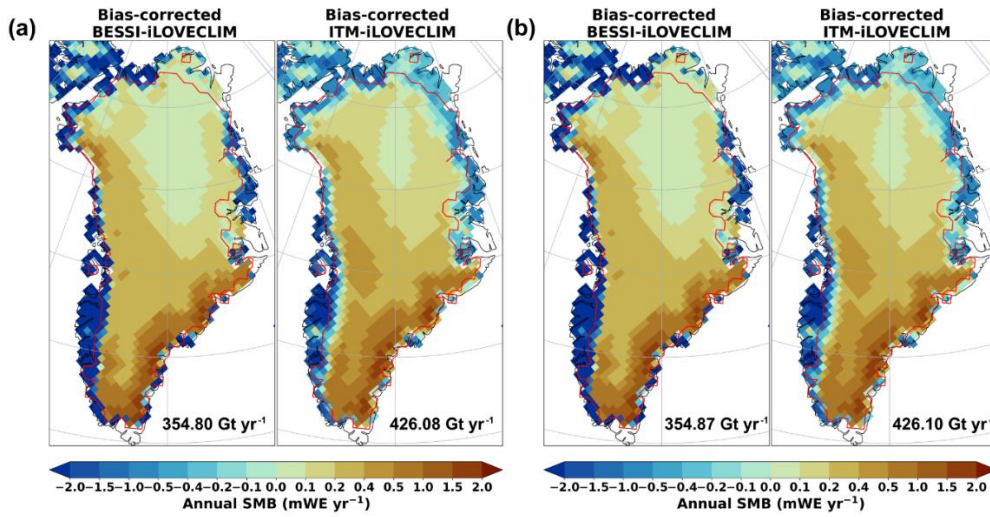 (a)
Bias-corrected
BESSI-iLOVECLIM
Bias-corrected
ITM-iLOVECLIM
354.80 Gt yr⁻¹
426.08 Gt yr⁻¹
−2.0 −1.5 −1.0 −0.5 −0.4 −0.2 −0.1 0.0 0.1 0.2 0.4 0.5 1.0 1.5 2.0
Annual SMB (mWE yr⁻¹)
(b)
Bias-corrected
BESSI-iLOVECLIM
Bias-corrected
ITM-iLOVECLIM
354.87 Gt yr⁻¹
426.10 Gt yr⁻¹
−2.0 −1.5 −1.0 −0.5 −0.4 −0.2 −0.1 0.0 0.1 0.2 0.4 0.5 1.0 1.5 2.0
Annual SMB (mWE yr⁻¹)